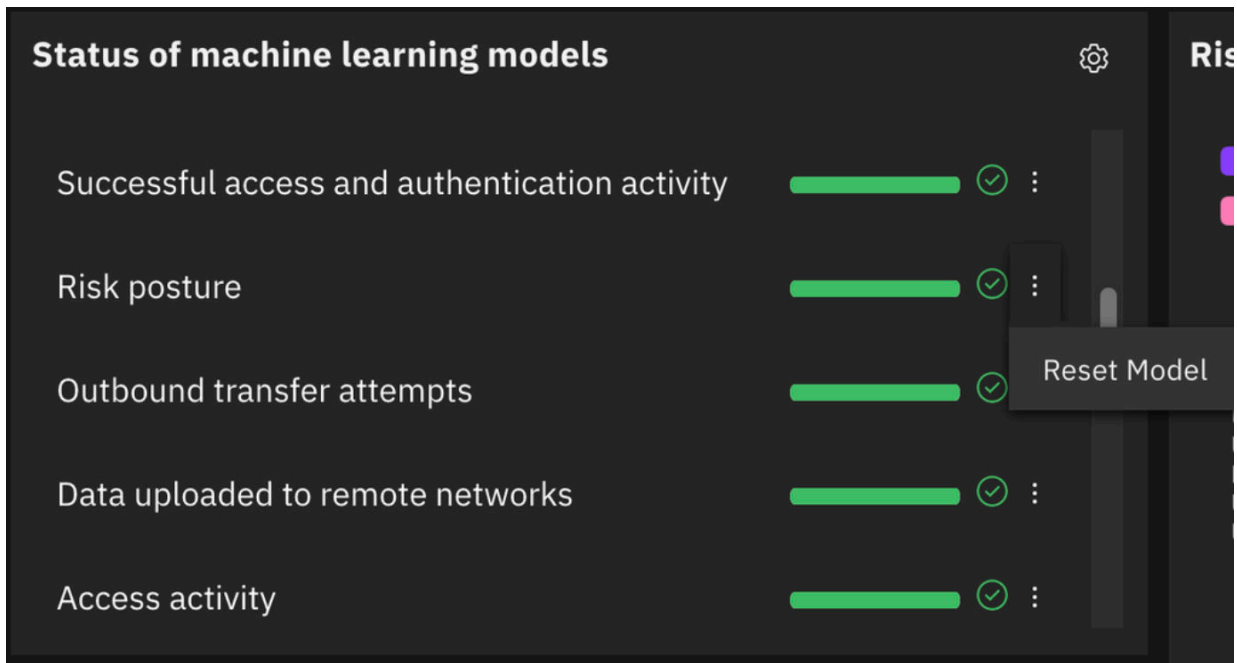 Status of machine learning models
Successful access and authentication activity
Risk posture
Reset Model
Outbound transfer attempts
Data uploaded to remote networks
Access activity